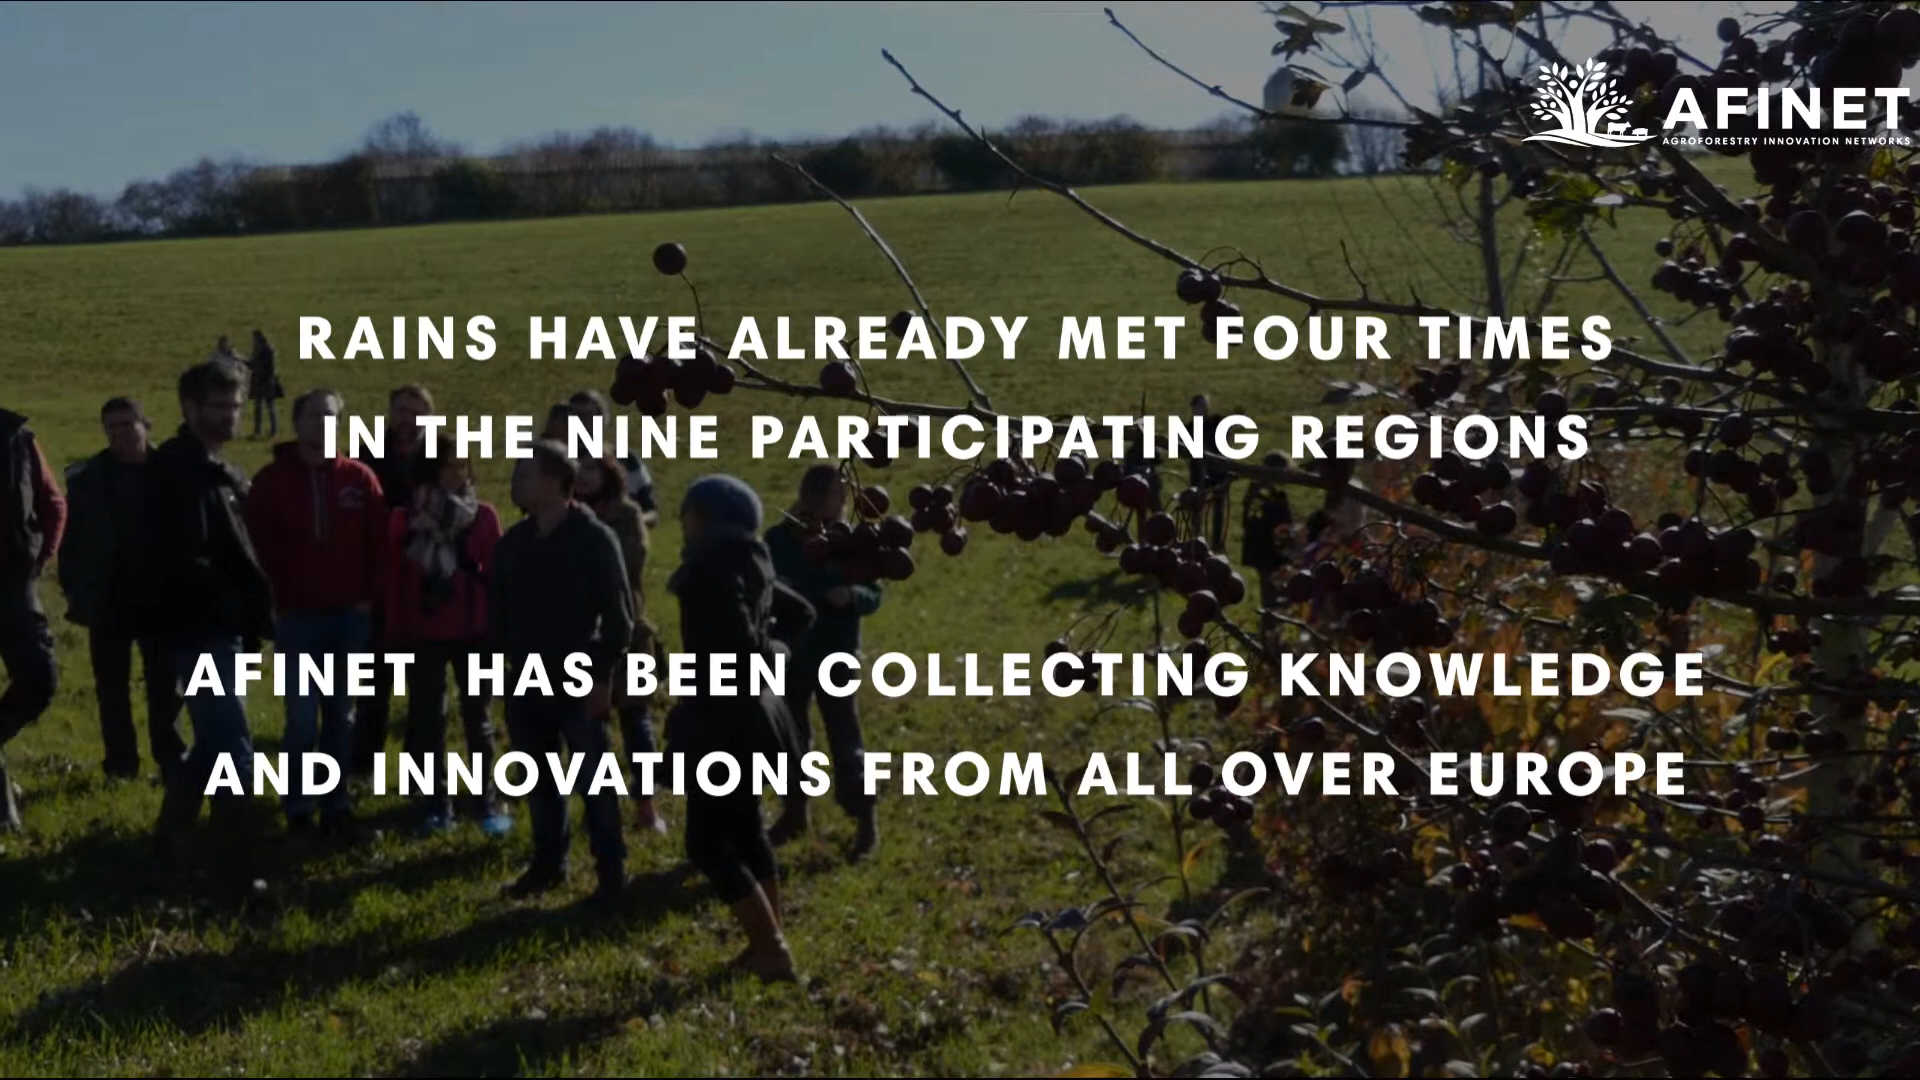 AFINET
AGROFORESTRY INNOVATION NETWORKS
RAINS HAVE ALREADY MET FOUR TIMES
IN THE NINE PARTICIPATING REGIONS
AFINET HAS BEEN COLLECTING KNOWLEDGE
AND INNOVATIONS FROM ALL OVER EUROPE